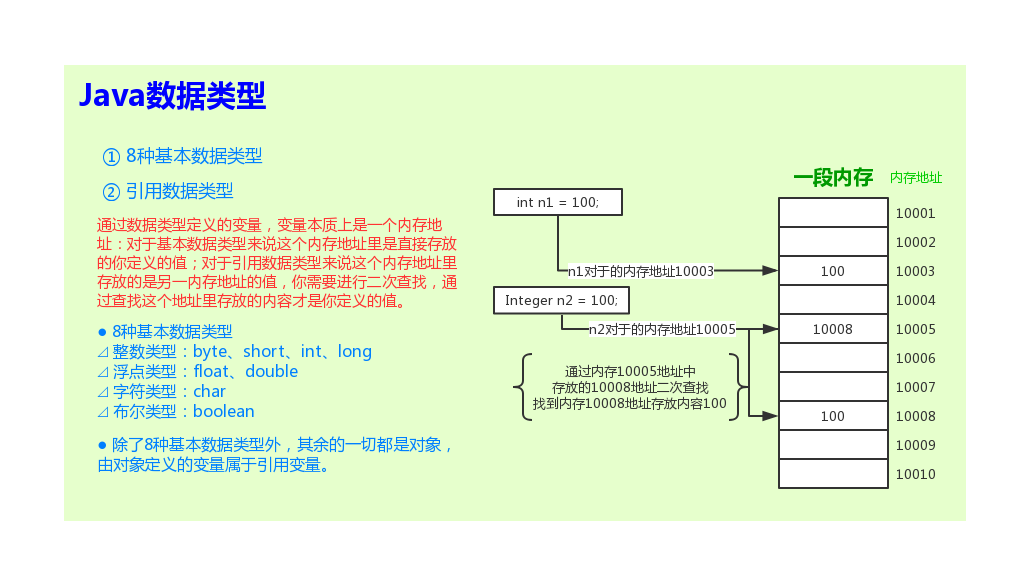 Java数据类型
① 8种基本数据类型
② 引用数据类型
通过数据类型定义的变量，变量本质上是一个内存地
址：对于基本数据类型来说这个内存地址里是直接存放
的你定义的值；对于引用数据类型来说这个内存地址里
存放的是另一内存地址的值，你需要进行二次查找，通
过查找这个地址里存放的内容才是你定义的值。
● 8种基本数据类型
⊿ 整数类型：byte、short、int、long
⊿ 浮点类型：float、double
⊿ 字符类型：char
⊿ 布尔类型：boolean
● 除了8种基本数据类型外，其余的一切都是对象，
由对象定义的变量属于引用变量。
int n1 = 100;
n1对于的内存地址10003
Integer n2 = 100;
n2对于的内存地址10005
通过内存10005地址中
存放的10008地址二次查找
找到内存10008地址存放内容100
一段内存 内存地址
10001
10002
100 10003
10004
10008 10005
10006
10007
100 10008
10009
10010